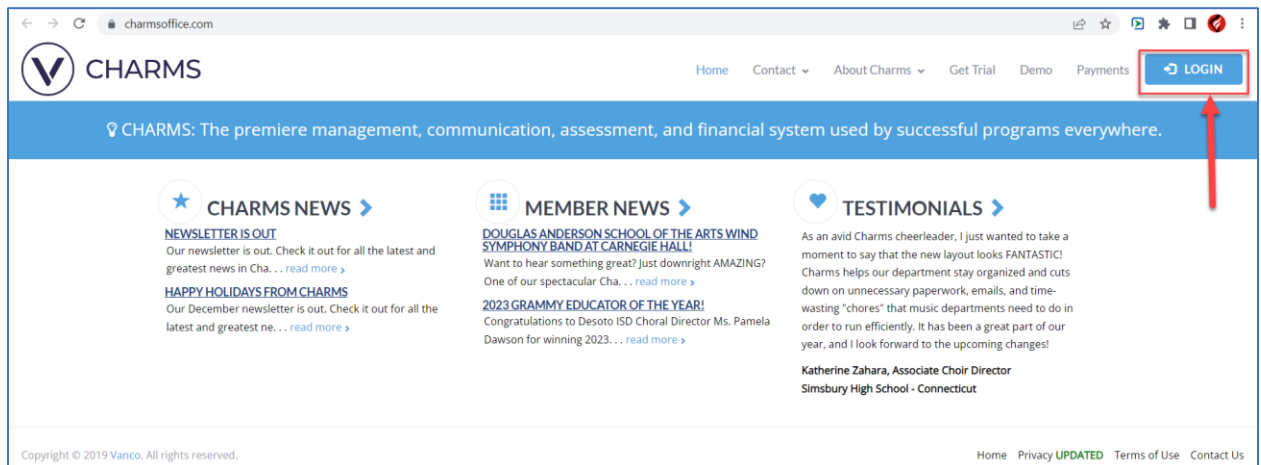 charmsoffice.com
V CHARMS
Home Contact About Charms Get Trial Demo Payments LOGIN
CHARMS: The premiere management, communication, assessment, and financial system used by successful programs everywhere.
CHARMS NEWS
NEWSLETTER IS OUT
Our newsletter is out. Check it out for all the latest and
greatest news in Cha. . . read more
HAPPY HOLIDAYS FROM CHARMS
Our December newsletter is out. Check it out for all the
latest and greatest ne. . . read more
MEMBER NEWS
DOUGLAS ANDERSON SCHOOL OF THE ARTS WIND
SYMPHONY BAND AT CARNEGIE HALL!
Want to hear something great? Just downright AMAZING?
One of our spectacular Cha. . . read more
2023 GRAMMY EDUCATOR OF THE YEAR!
Congratulations to Desoto ISD Choral Director Ms. Pamela
Dawson for winning 2023. . . read more
TESTIMONIALS
As an avid Charms cheerleader, I just wanted to take a
moment to say that the new layout looks FANTASTIC!
Charms helps our department stay organized and cuts
down on unnecessary paperwork, emails, and time-
wasting "chores" that music departments need to do in
order to run efficiently. It has been a great part of our
year, and I look forward to the upcoming changes!
Katherine Zahara, Associate Choir Director
Simsbury High School - Connecticut
Copyright © 2019 Vanco. All rights reserved.
Home Privacy UPDATED Terms of Use Contact Us